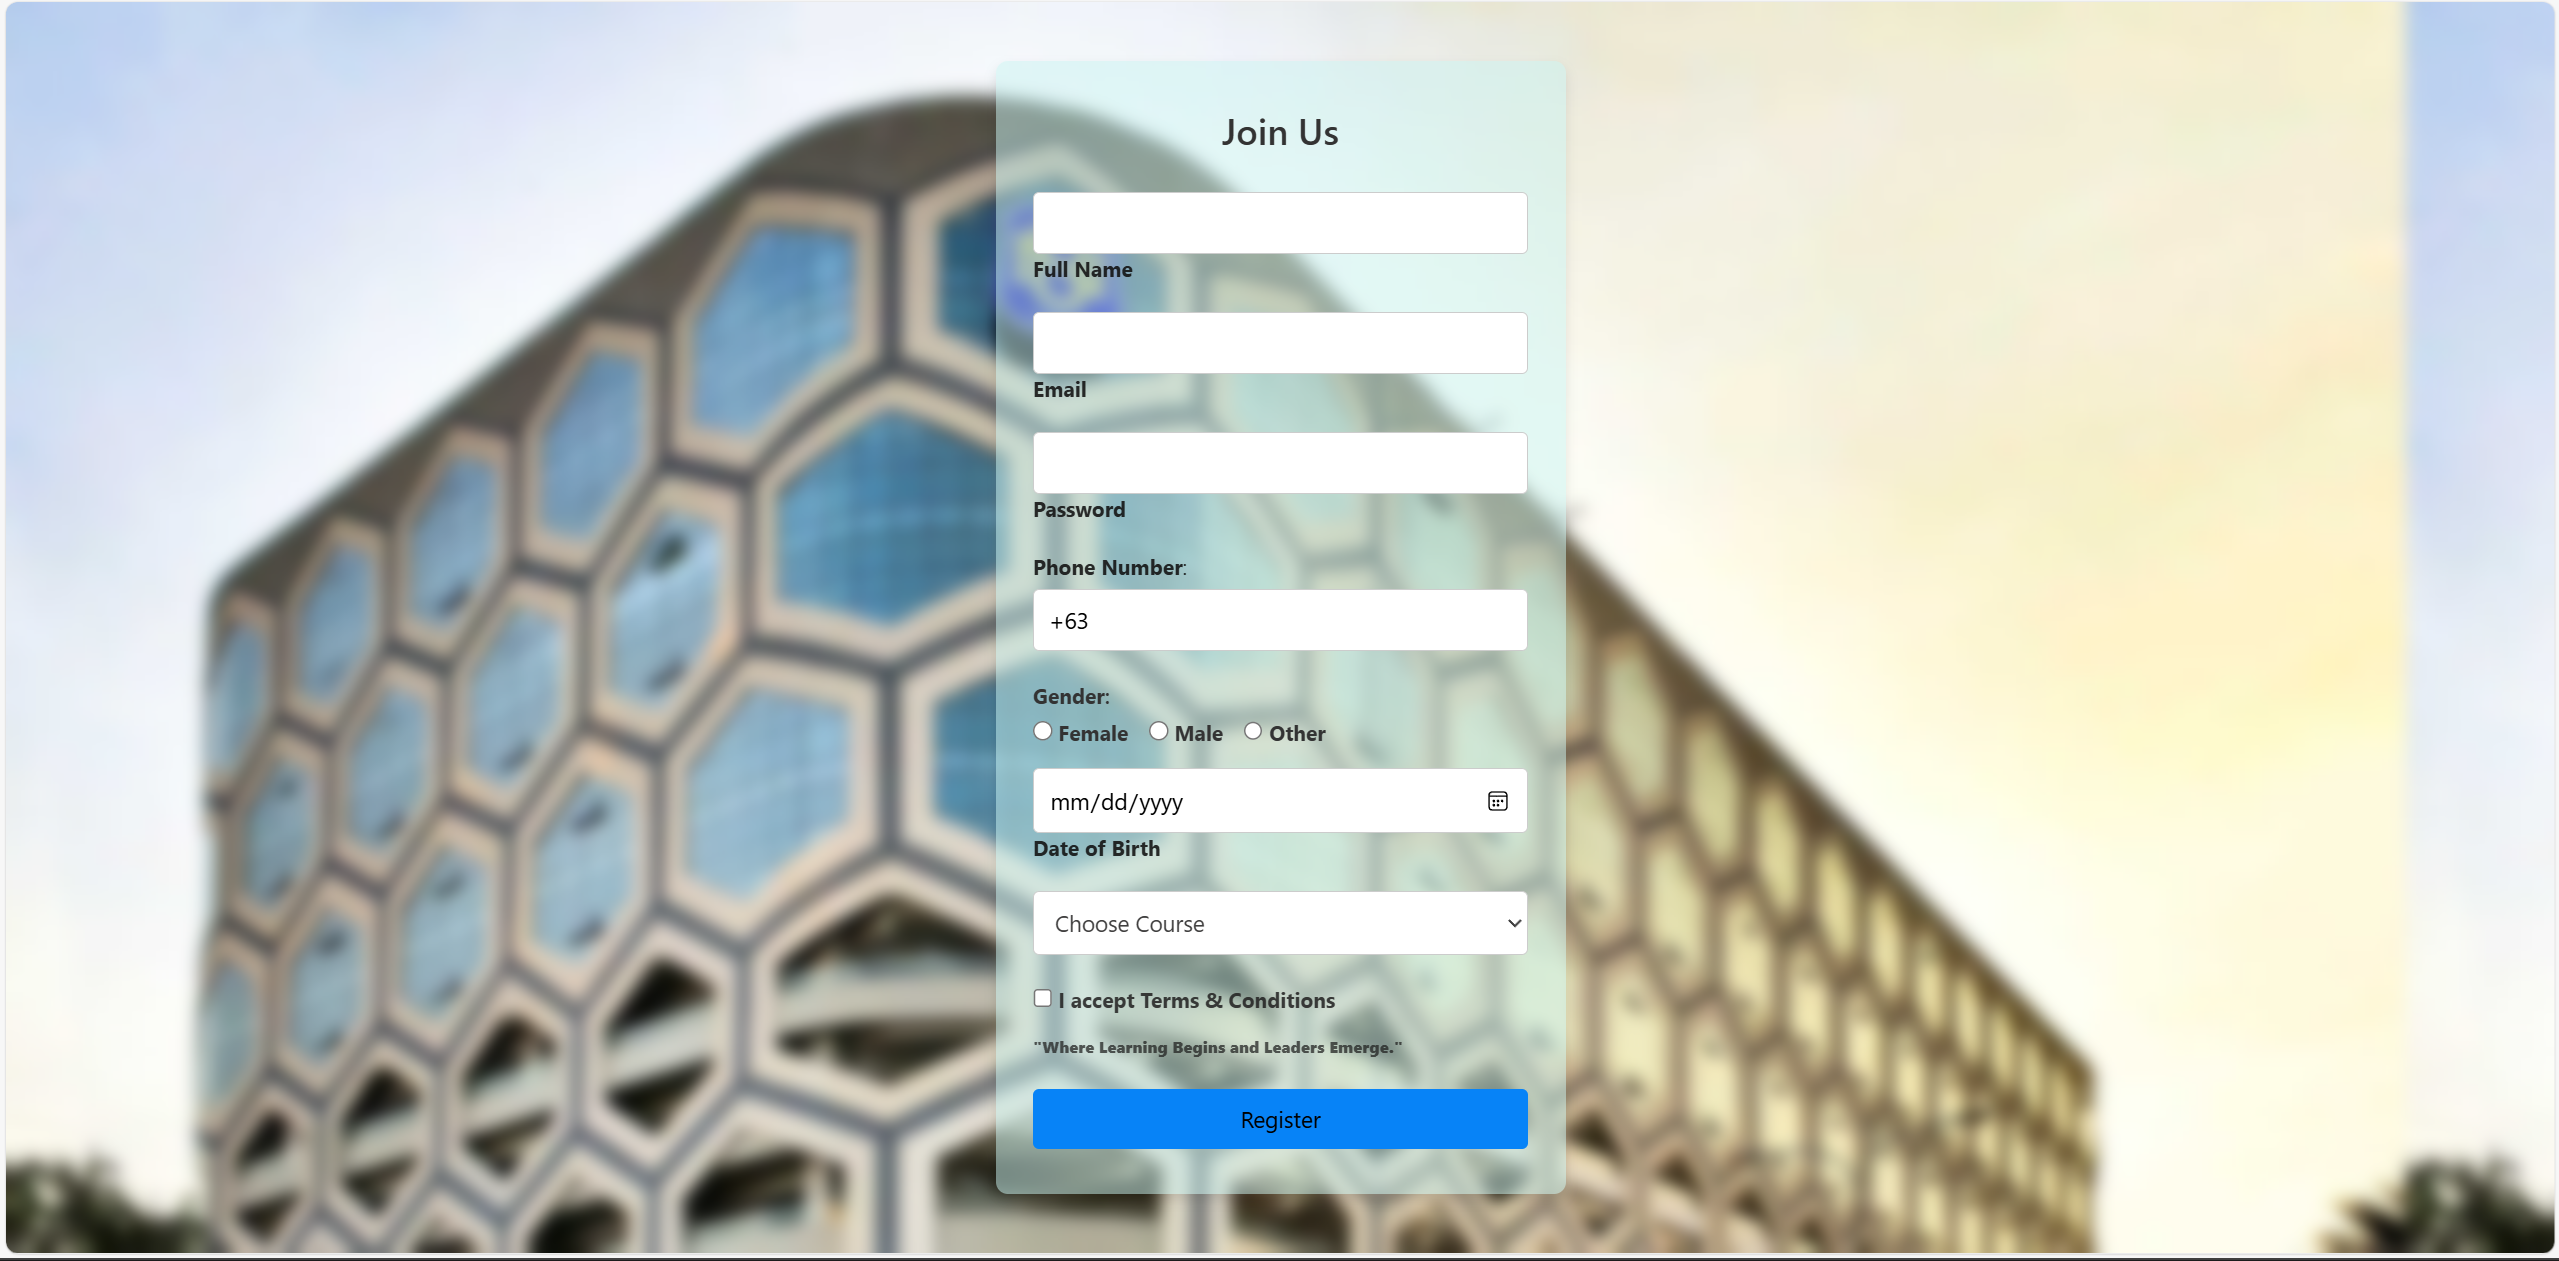 Join Us
Full Name
Email
Password
Phone Number:
+63
Gender:
Female Male Other
mm/dd/yyyy
Date of Birth
Choose Course
I accept Terms & Conditions
"Where Learning Begins and Leaders Emerge."
Register